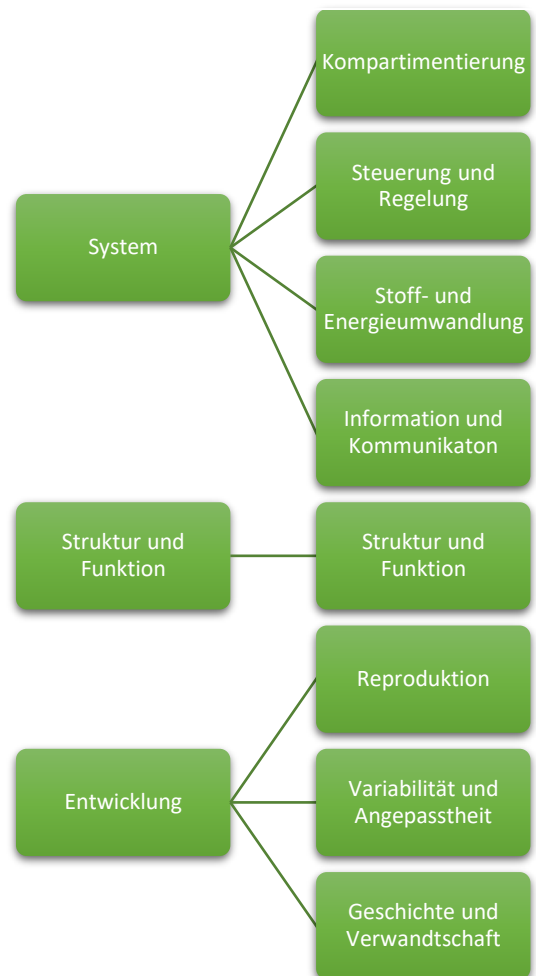 Kompartimentierung
Steuerung und
Regelung
System
Stoff- und
Energieumwandlung
Information und
Kommunikaton
Struktur und
Funktion
Struktur und
Funktion
Reproduktion
Entwicklung
Variabilität und
Angepasstheit
Geschichte und
Verwandtschaft